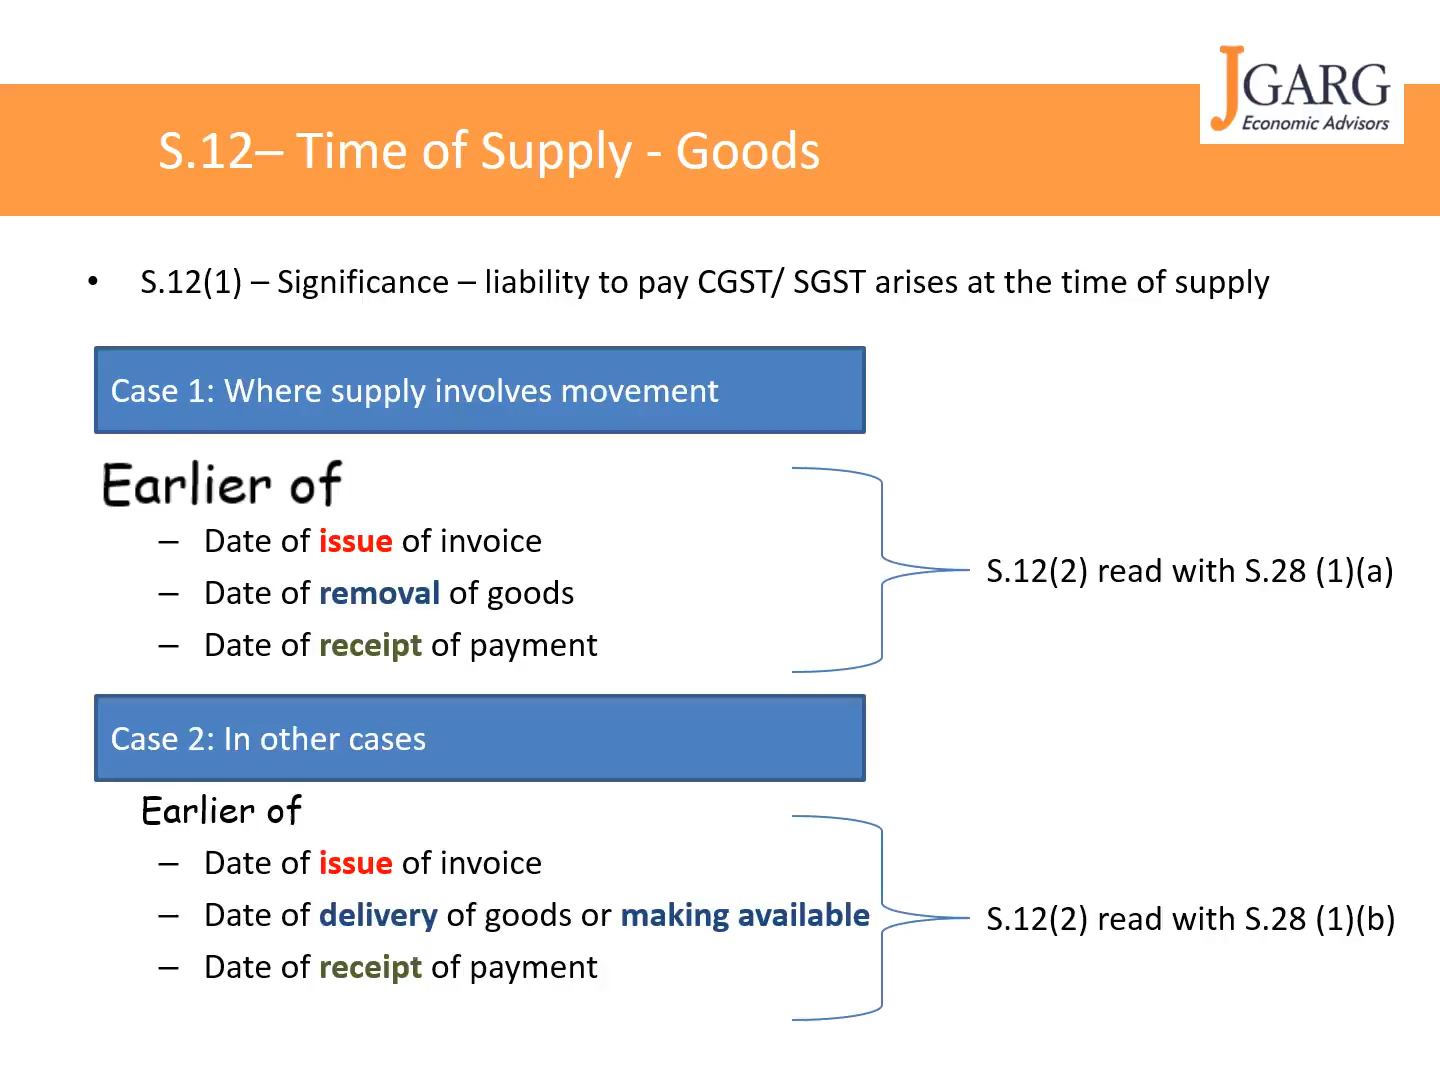 JGARG
Economic Advisors
S.12– Time of Supply - Goods
• S.12(1) – Significance – liability to pay CGST/ SGST arises at the time of supply
Case 1: Where supply involves movement
Earlier of
– Date of issue of invoice
– Date of removal of goods
– Date of receipt of payment
S.12(2) read with S.28 (1)(a)
Case 2: In other cases
Earlier of
– Date of issue of invoice
– Date of delivery of goods or making available
– Date of receipt of payment
S.12(2) read with S.28 (1)(b)